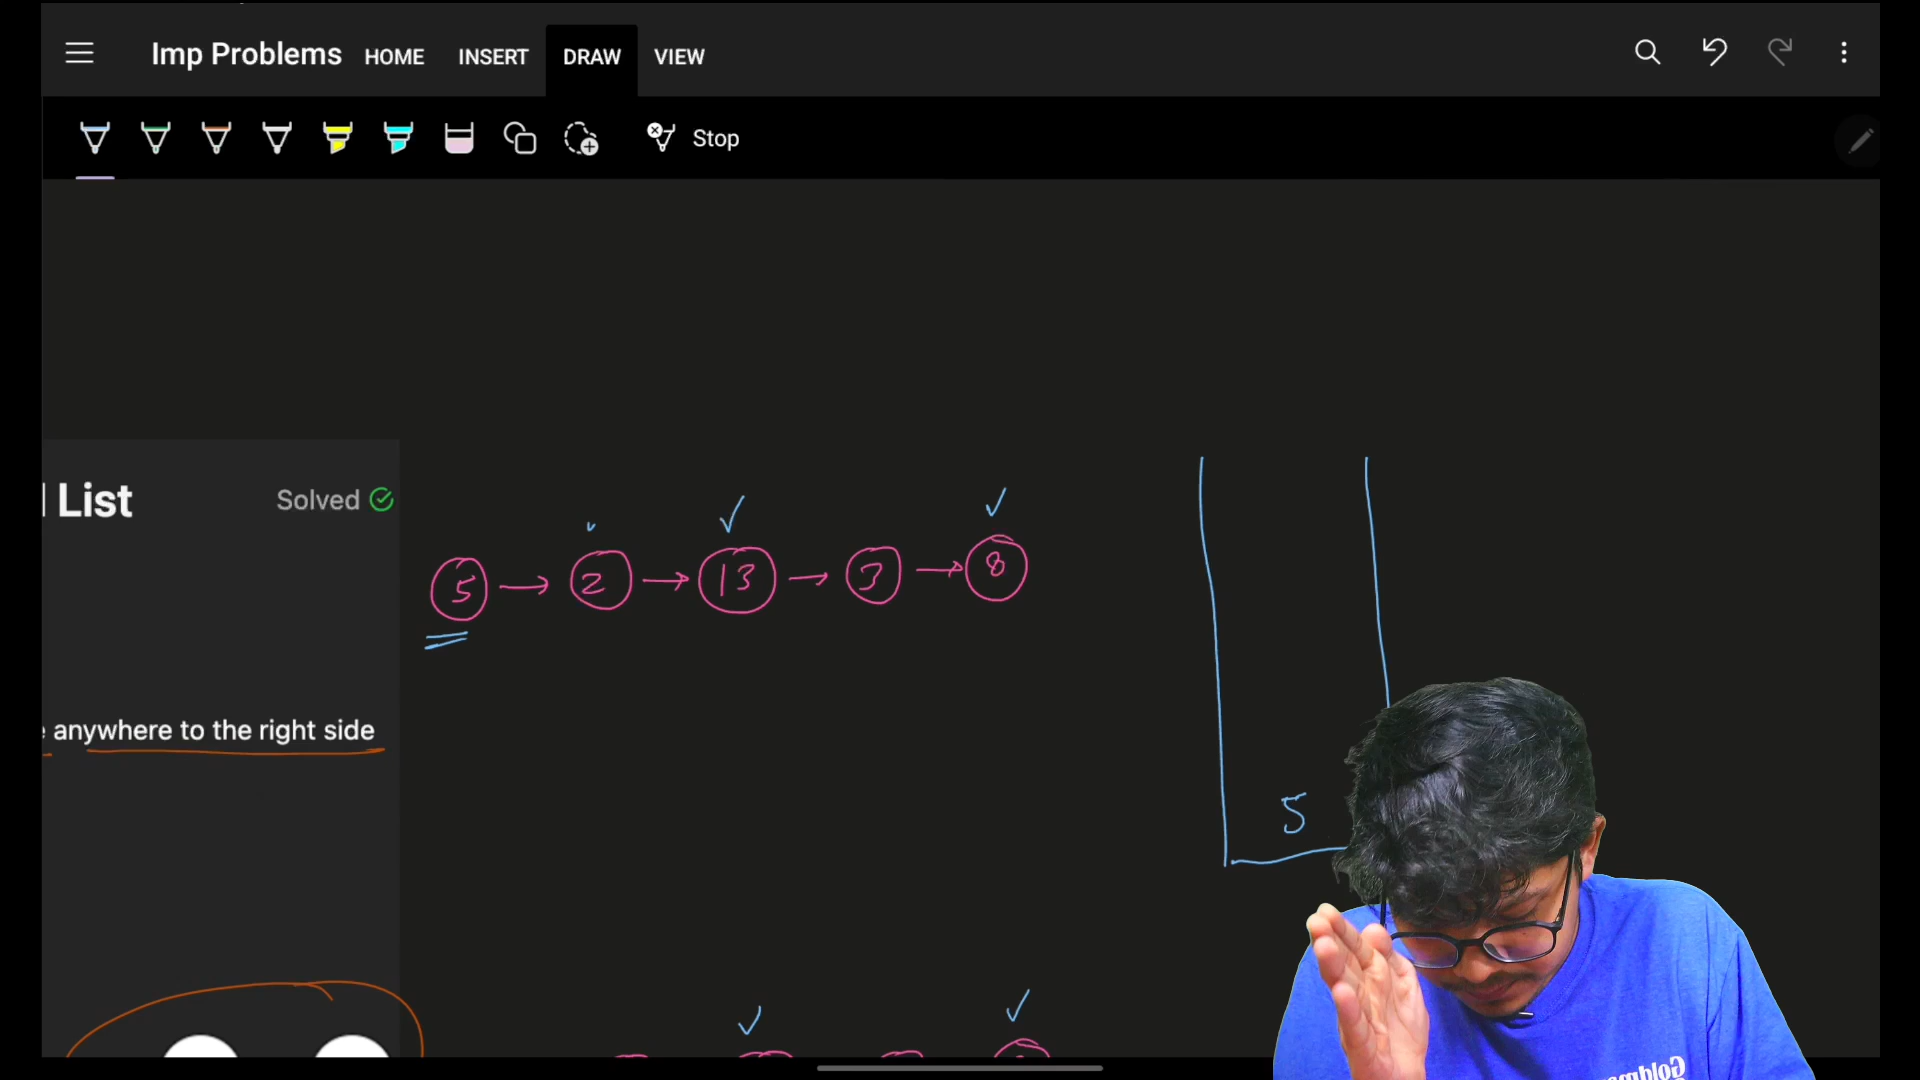 Imp Problems HOME INSERT DRAW VIEW
Stop
List Solved
5 → 2 → 13 → 3 → 8
anywhere to the right side
5